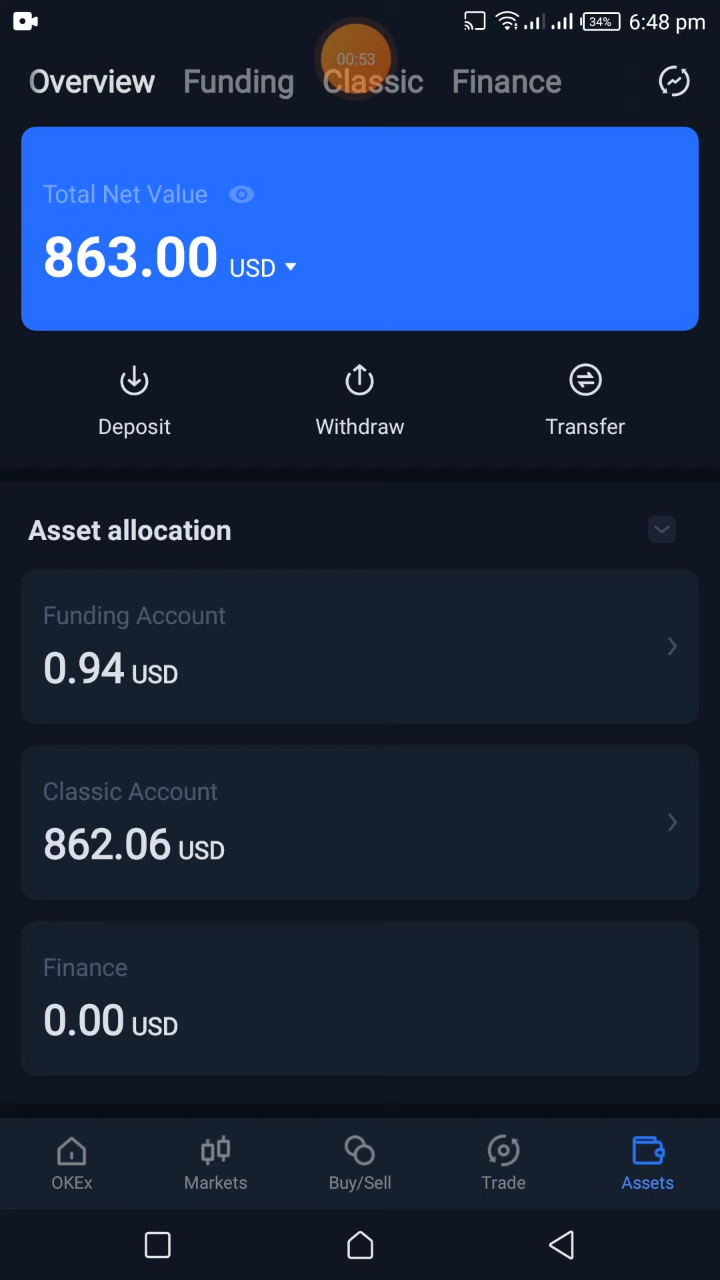 34% 6:48 pm
00:53
Overview Funding Classic Finance
Total Net Value
863.00 USD
Deposit Withdraw Transfer
Asset allocation
Funding Account
0.94 USD
Classic Account
862.06 USD
Finance
0.00 USD
OKEx Markets Buy/Sell Trade Assets